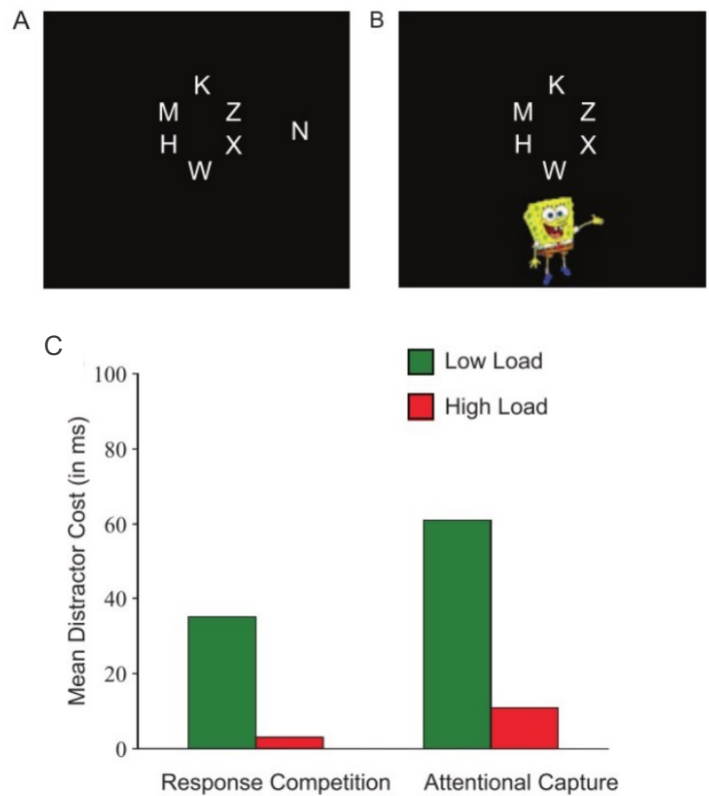 A
B
K
M Z
N
H X
W
K
M Z
H X
W
C
Low Load
High Load
Mean Distractor Cost (in ms)
100
80
60
40
20
0
Response Competition
Attentional Capture